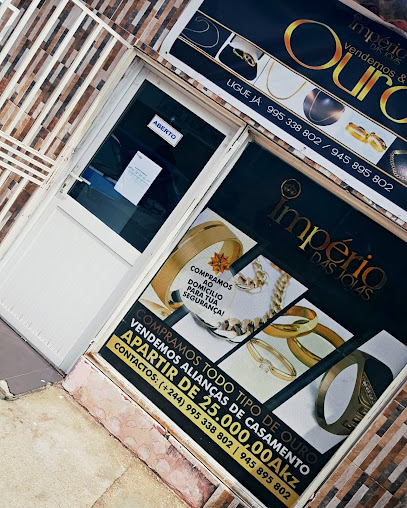 império
DAS JOIAS
vendemos &
Ouro
LIGUE JÁ 995 338 802 / 945 895 802
ABERTO
império
DAS JOIAS
COMPRAMOS
AO
DOMICÍLIO
PARA TUA
SEGURANÇA!
COMPRAMOS TODO TIPO DE OURO
VENDEMOS ALIANÇAS DE CASAMENTO
APARTIR DE 25.000,00Akz
CONTACTOS: (+244) 995 338 802 | 945 895 802